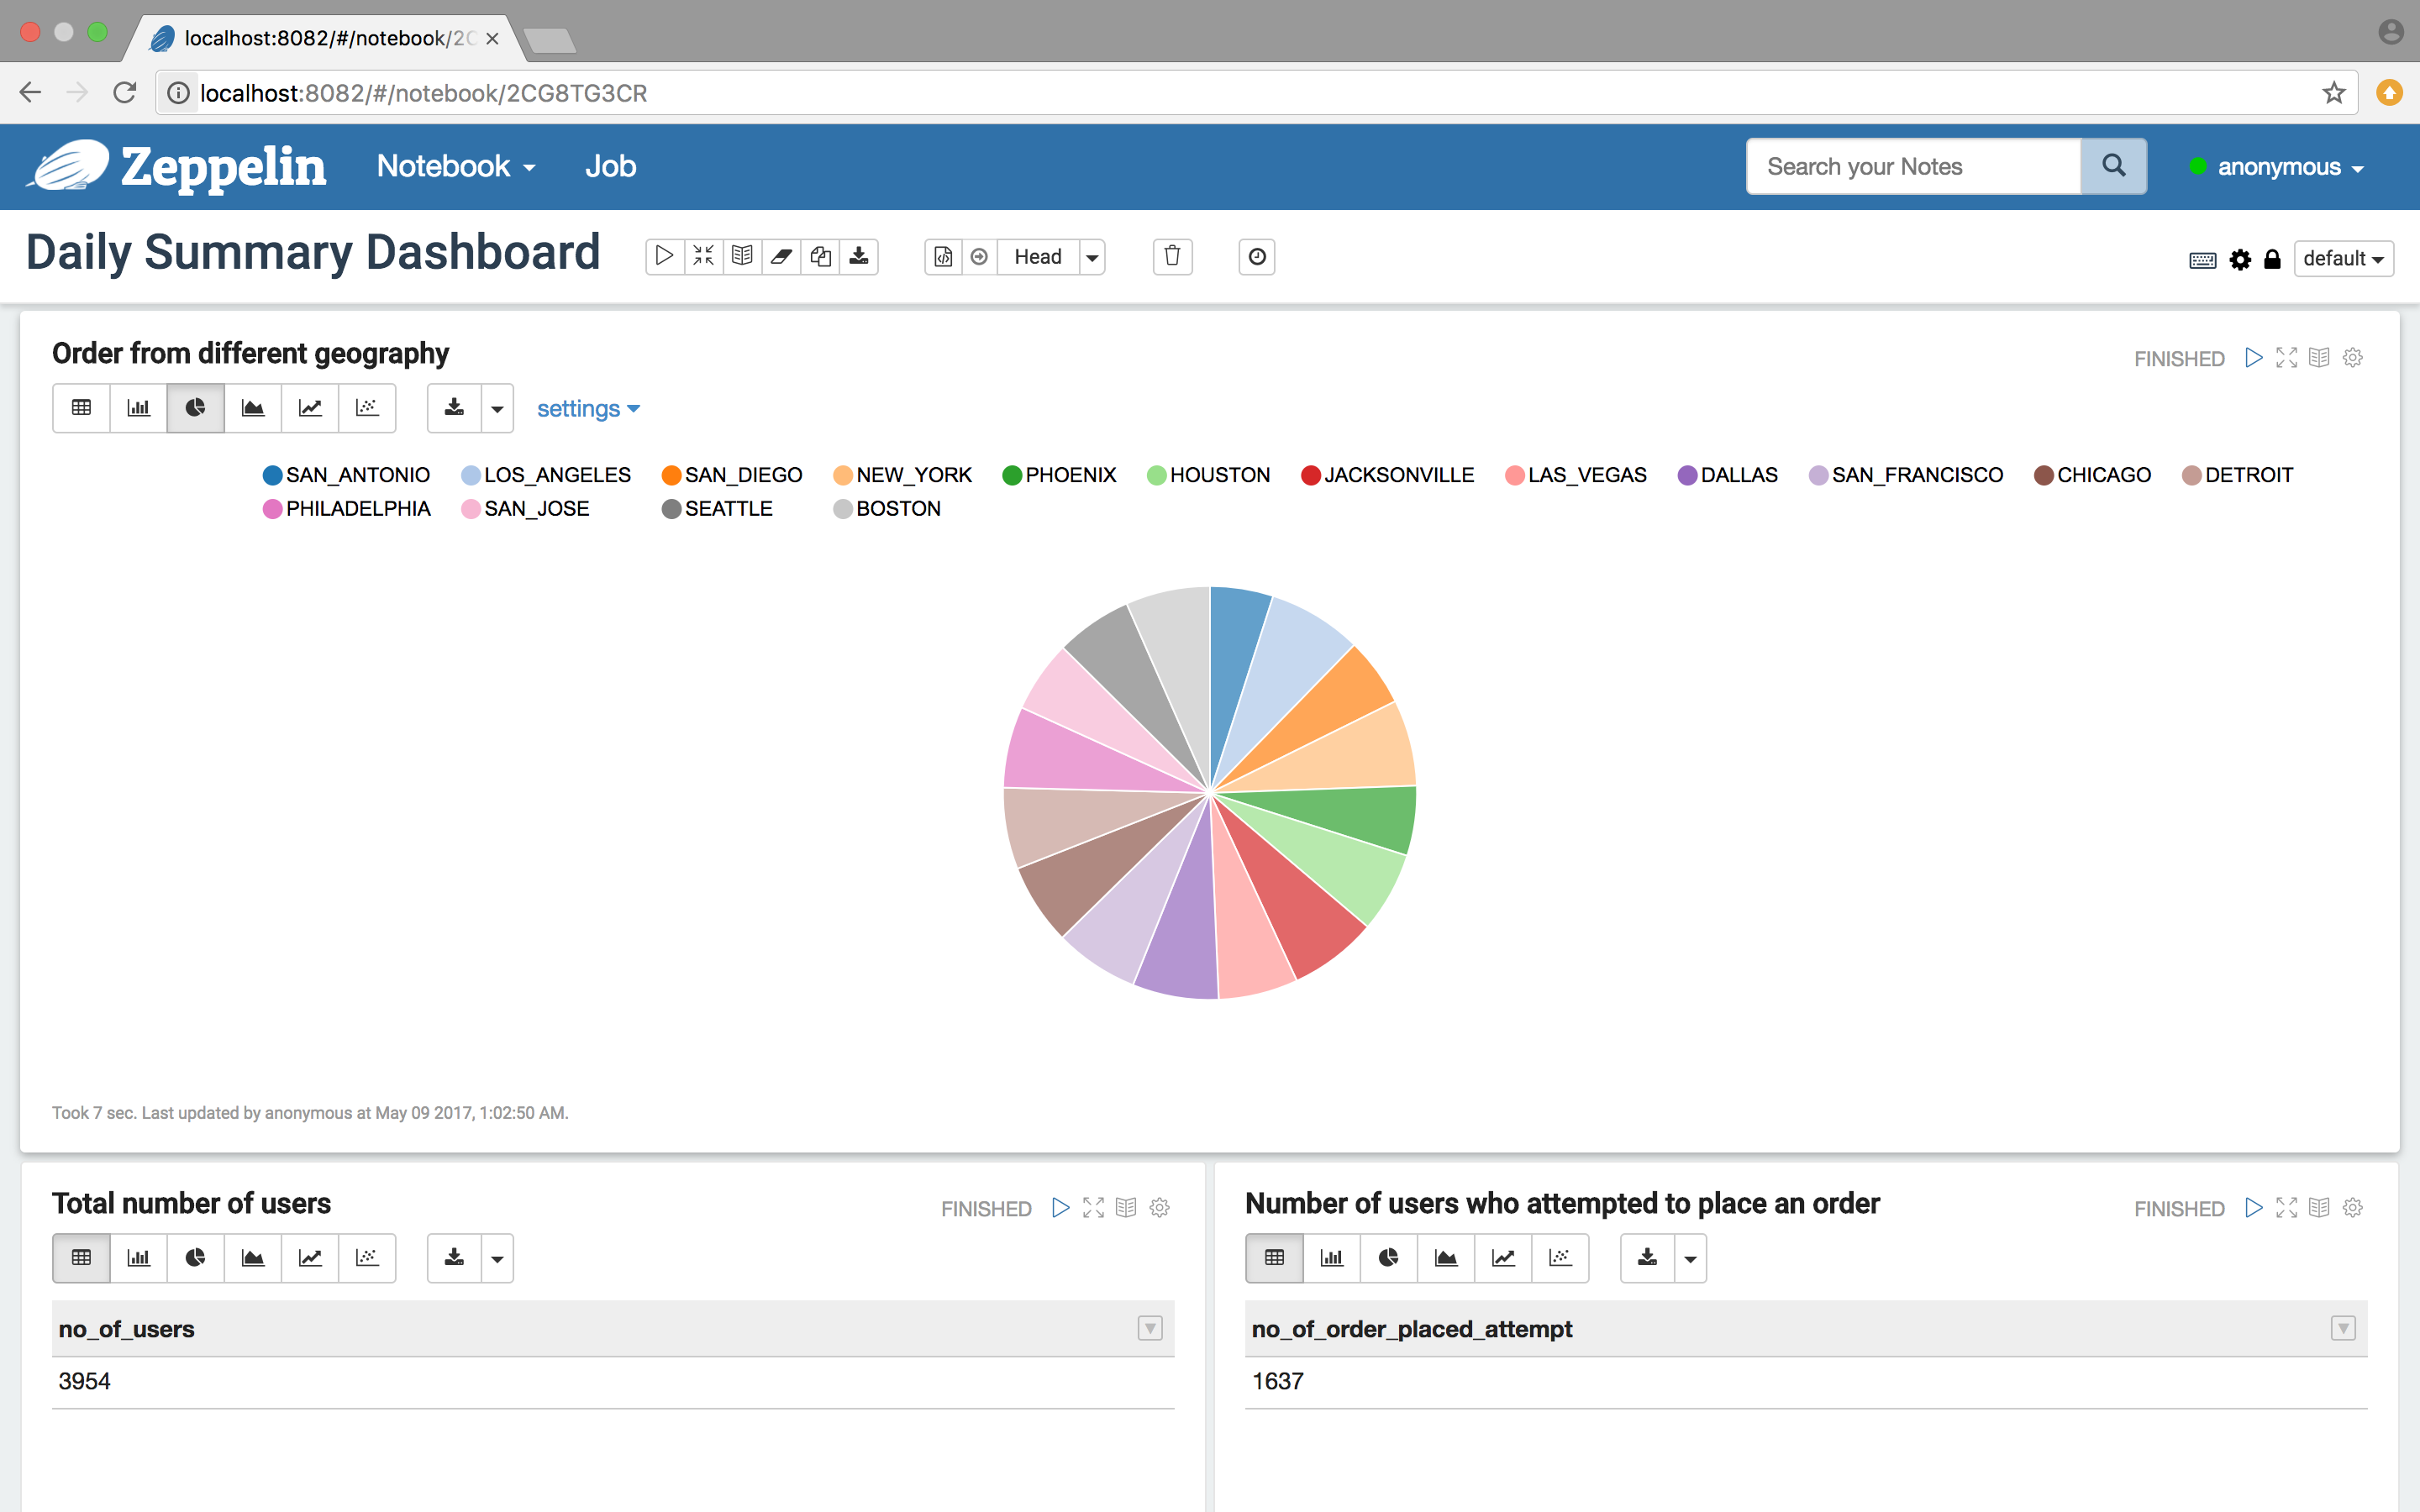 localhost:8082/#/notebook/2C
localhost:8082/#/notebook/2CG8TG3CR
Zeppelin Notebook Job Search your Notes anonymous
Daily Summary Dashboard Head default
Order from different geography FINISHED
settings
SAN_ANTONIO LOS_ANGELES SAN_DIEGO NEW_YORK PHOENIX HOUSTON JACKSONVILLE LAS_VEGAS DALLAS SAN_FRANCISCO CHICAGO DETROIT
PHILADELPHIA SAN_JOSE SEATTLE BOSTON
Took 7 sec. Last updated by anonymous at May 09 2017, 1:02:50 AM.
Total number of users FINISHED
no_of_users
3954
Number of users who attempted to place an order FINISHED
no_of_order_placed_attempt
1637